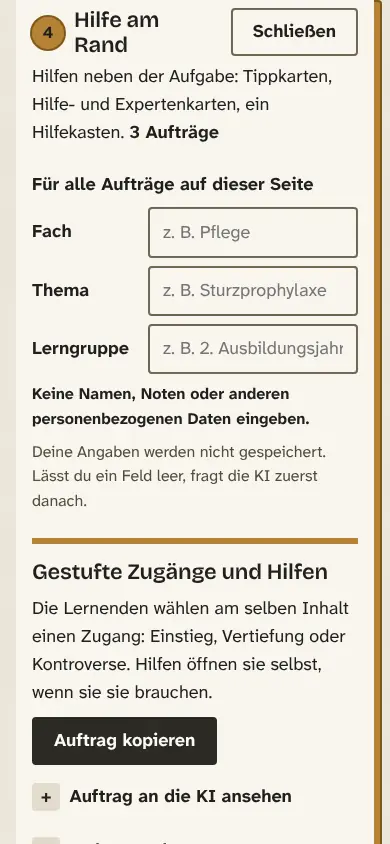 4
Hilfe am
Rand
Schließen
Hilfen neben der Aufgabe: Tippkarten,
Hilfe- und Expertenkarten, ein
Hilfekasten. 3 Aufträge
Für alle Aufträge auf dieser Seite
Fach
z. B. Pflege
Thema
z. B. Sturzprophylaxe
Lerngruppe
z. B. 2. Ausbildungsjahr
Keine Namen, Noten oder anderen
personenbezogenen Daten eingeben.
Deine Angaben werden nicht gespeichert.
Lässt du ein Feld leer, fragt die KI zuerst
danach.
Gestufte Zugänge und Hilfen
Die Lernenden wählen am selben Inhalt
einen Zugang: Einstieg, Vertiefung oder
Kontroverse. Hilfen öffnen sie selbst,
wenn sie sie brauchen.
Auftrag kopieren
+ Auftrag an die KI ansehen